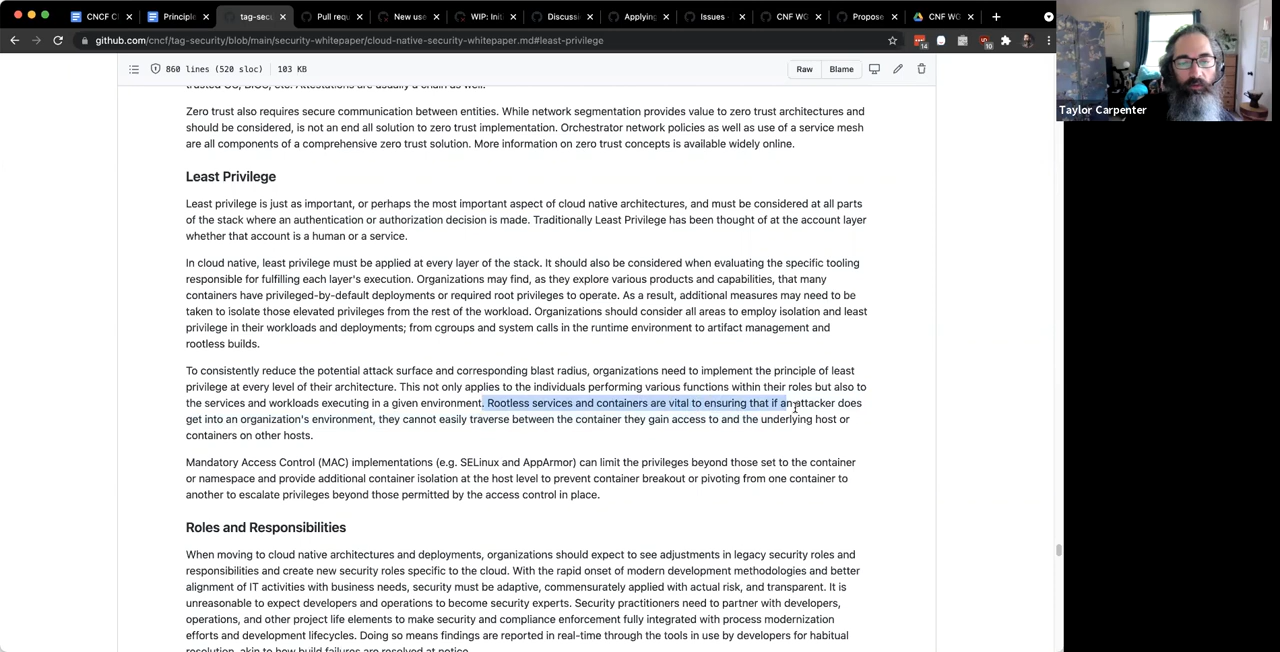 CNCF Cl
Principle
tag-secu
Pull requ
New use
WIP: Init
Discussi
Applying
Issues
CNF WG
Propose
CNF WG
github.com/cncf/tag-security/blob/main/security-whitepaper/cloud-native-security-whitepaper.md#least-privilege
14
10
860 lines (520 sloc) 103 KB
Raw
Blame
Taylor Carpenter
trusted OS, BIOS, etc. Attestations are usually a chain as well.
Zero trust also requires secure communication between entities. While network segmentation provides value to zero trust architectures and
should be considered, is not an end all solution to zero trust implementation. Orchestrator network policies as well as use of a service mesh
are all components of a comprehensive zero trust solution. More information on zero trust concepts is available widely online.
Least Privilege
Least privilege is just as important, or perhaps the most important aspect of cloud native architectures, and must be considered at all parts
of the stack where an authentication or authorization decision is made. Traditionally Least Privilege has been thought of at the account layer
whether that account is a human or a service.
In cloud native, least privilege must be applied at every layer of the stack. It should also be considered when evaluating the specific tooling
responsible for fulfilling each layer's execution. Organizations may find, as they explore various products and capabilities, that many
containers have privileged-by-default deployments or required root privileges to operate. As a result, additional measures may need to be
taken to isolate those elevated privileges from the rest of the workload. Organizations should consider all areas to employ isolation and least
privilege in their workloads and deployments; from cgroups and system calls in the runtime environment to artifact management and
rootless builds.
To consistently reduce the potential attack surface and corresponding blast radius, organizations need to implement the principle of least
privilege at every level of their architecture. This not only applies to the individuals performing various functions within their roles but also to
the services and workloads executing in a given environment. Rootless services and containers are vital to ensuring that if an attacker does
get into an organization's environment, they cannot easily traverse between the container they gain access to and the underlying host or
containers on other hosts.
Mandatory Access Control (MAC) implementations (e.g. SELinux and AppArmor) can limit the privileges beyond those set to the container
or namespace and provide additional container isolation at the host level to prevent container breakout or pivoting from one container to
another to escalate privileges beyond those permitted by the access control in place.
Roles and Responsibilities
When moving to cloud native architectures and deployments, organizations should expect to see adjustments in legacy security roles and
responsibilities and create new security roles specific to the cloud. With the rapid onset of modern development methodologies and better
alignment of IT activities with business needs, security must be adaptive, commensurately applied with actual risk, and transparent. It is
unreasonable to expect developers and operations to become security experts. Security practitioners need to partner with developers,
operations, and other project life elements to make security and compliance enforcement fully integrated with process modernization
efforts and development lifecycles. Doing so means findings are reported in real-time through the tools in use by developers for habitual
resolution, akin to how build failures are resolved at notice.